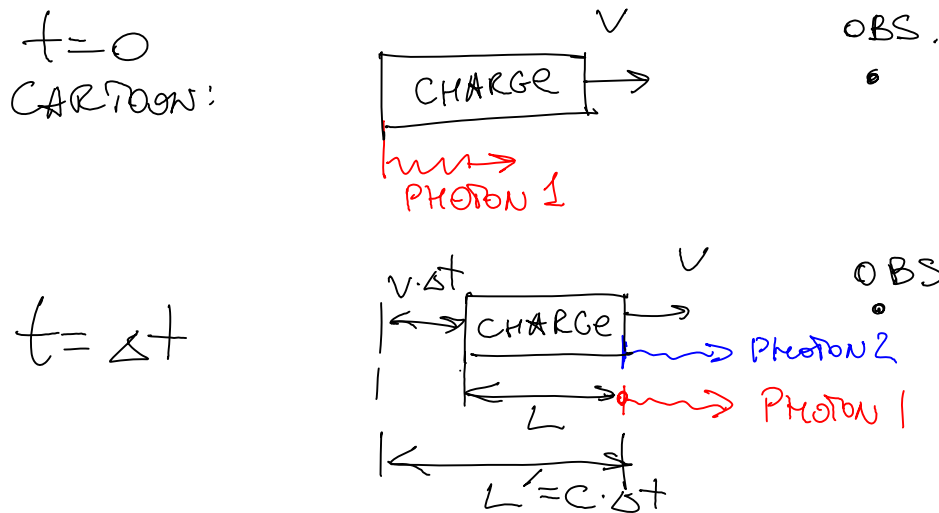 t=0
CARTOON:
V
OBS.
CHARGE
PHOTON 1
t=Δt
V·Δt
V
OBS
CHARGE
PHOTON 2
PHOTON 1
L
L'=C·Δt